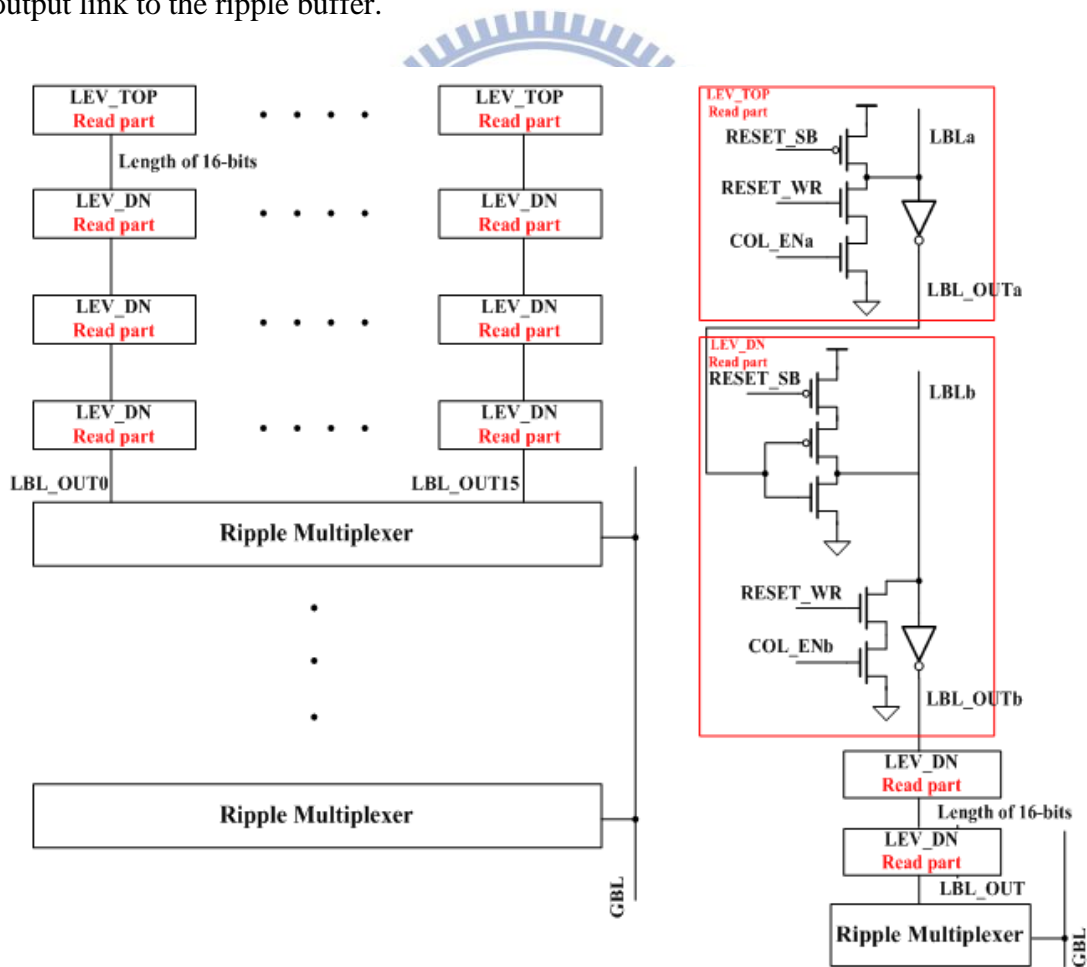 output link to the ripple buffer.
LEV_TOP
Read part
LEV_TOP
Read part
Length of 16-bits
LEV_DN
Read part
LEV_DN
Read part
LEV_DN
Read part
LEV_DN
Read part
LEV_DN
Read part
LEV_DN
Read part
LBL_OUT0
LBL_OUT15
Ripple Multiplexer
Ripple Multiplexer
GBL
LEV_TOP
Read part
RESET_SB
LBLa
RESET_WR
COL_ENa
LBL_OUTa
LEV_DN
Read part
RESET_SB
LBLb
RESET_WR
COL_ENb
LBL_OUTb
LEV_DN
Read part
Length of 16-bits
LEV_DN
Read part
LBL_OUT
Ripple Multiplexer
GBL